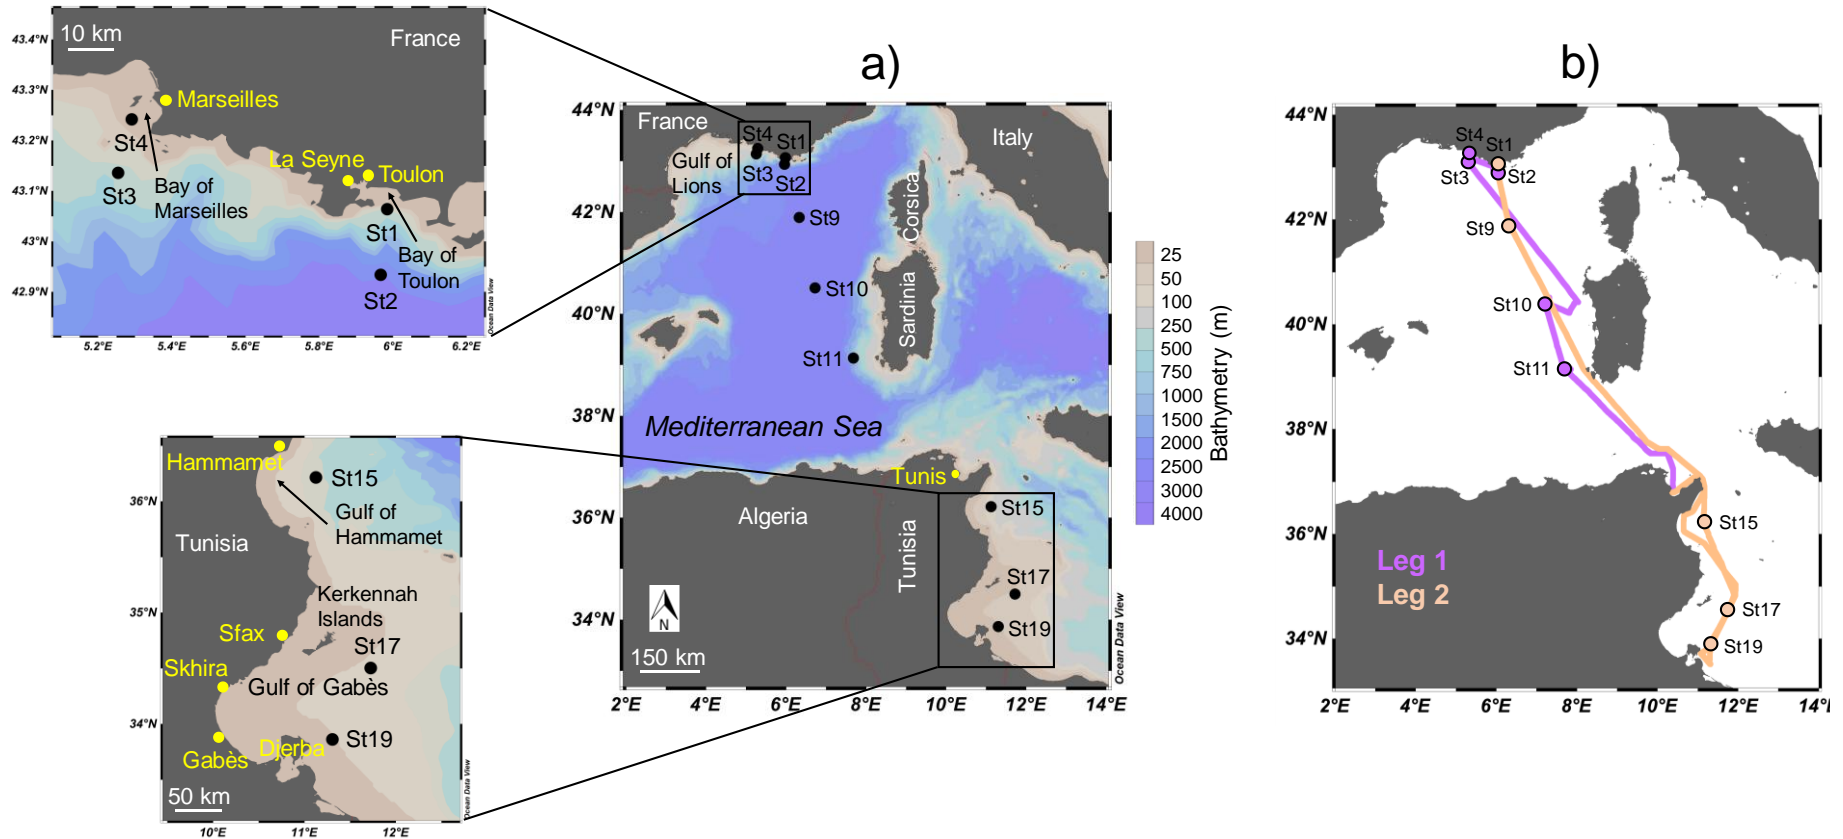 10 km
France
43.4°N
43.3°N
43.2°N
43.1°N
43°N
42.9°N
Marseilles
St4
La Seyne
Toulon
St3
Bay of
Marseilles
St1
Bay of
Toulon
St2
Ocean Data View
5.2°E
5.4°E
5.6°E
5.8°E
6°E
6.2°E
a)
44°N
42°N
40°N
38°N
36°N
34°N
France
Italy
St4
St1
Gulf of
Lions
St3
St2
Corsica
St9
St10
Sardinia
St11
Mediterranean Sea
Tunis
Algeria
Tunisia
St15
St17
St19
N
150 km
Ocean Data View
2°E
4°E
6°E
8°E
10°E
12°E
14°E
25
50
100
250
500
750
1000
1500
2000
2500
3000
4000
Bathymetry (m)
Hammamet
St15
36°N
Gulf of
Hammamet
Tunisia
Kerkennah
Islands
35°N
Sfax
St17
Skhira
Gulf of Gabès
34°N
Djerba
St19
Gabès
50 km
Ocean Data View
10°E
11°E
12°E
b)
44°N
42°N
40°N
38°N
36°N
34°N
St4
St1
St3
St2
St9
St10
St11
St15
Leg 1
Leg 2
St17
St19
2°E
4°E
6°E
8°E
10°E
12°E
14°E